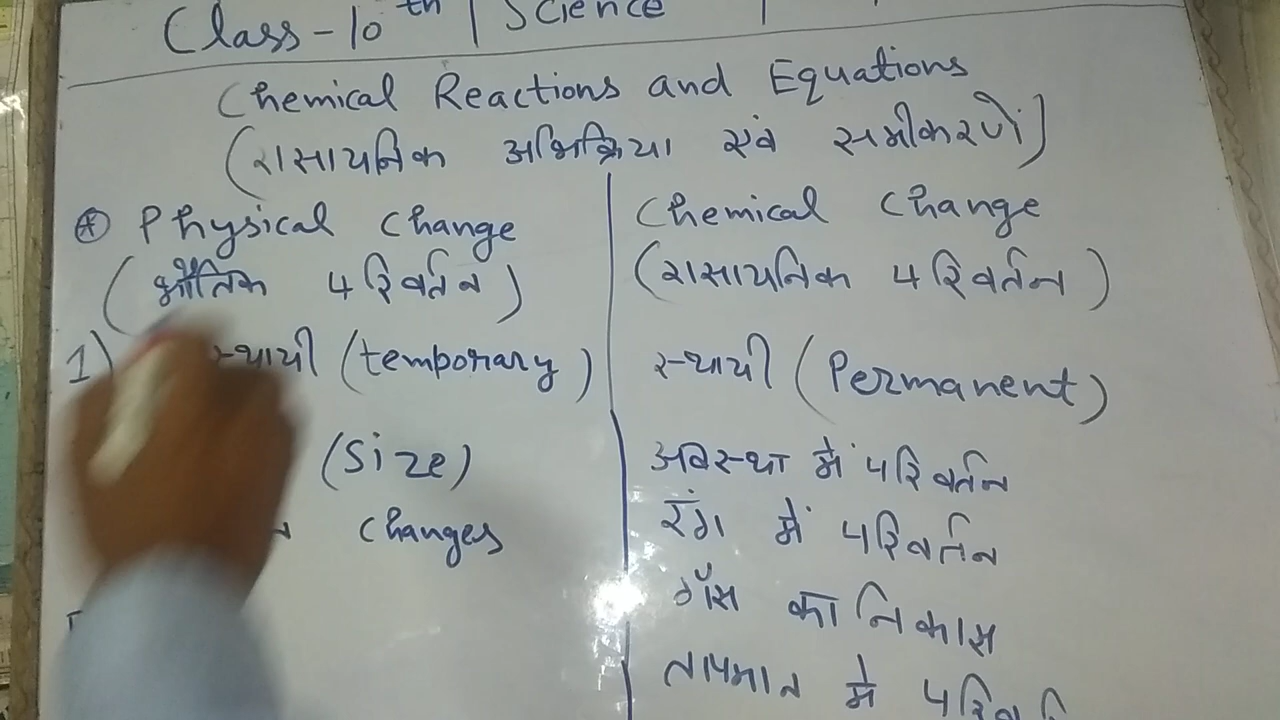 Class-10th | Science |
Chemical Reactions and Equations
(रासायनिक अभिक्रिया एवं समीकरणें)
Physical Change
(भौतिक परिवर्तन)
1) स्थायी (temporary)
(Size)
Changes
Chemical Change
(रासायनिक परिवर्तन)
स्थायी (Permanent)
अवस्था में परिवर्तन
रंग में परिवर्तन
गॅस का निकास
तापमान में